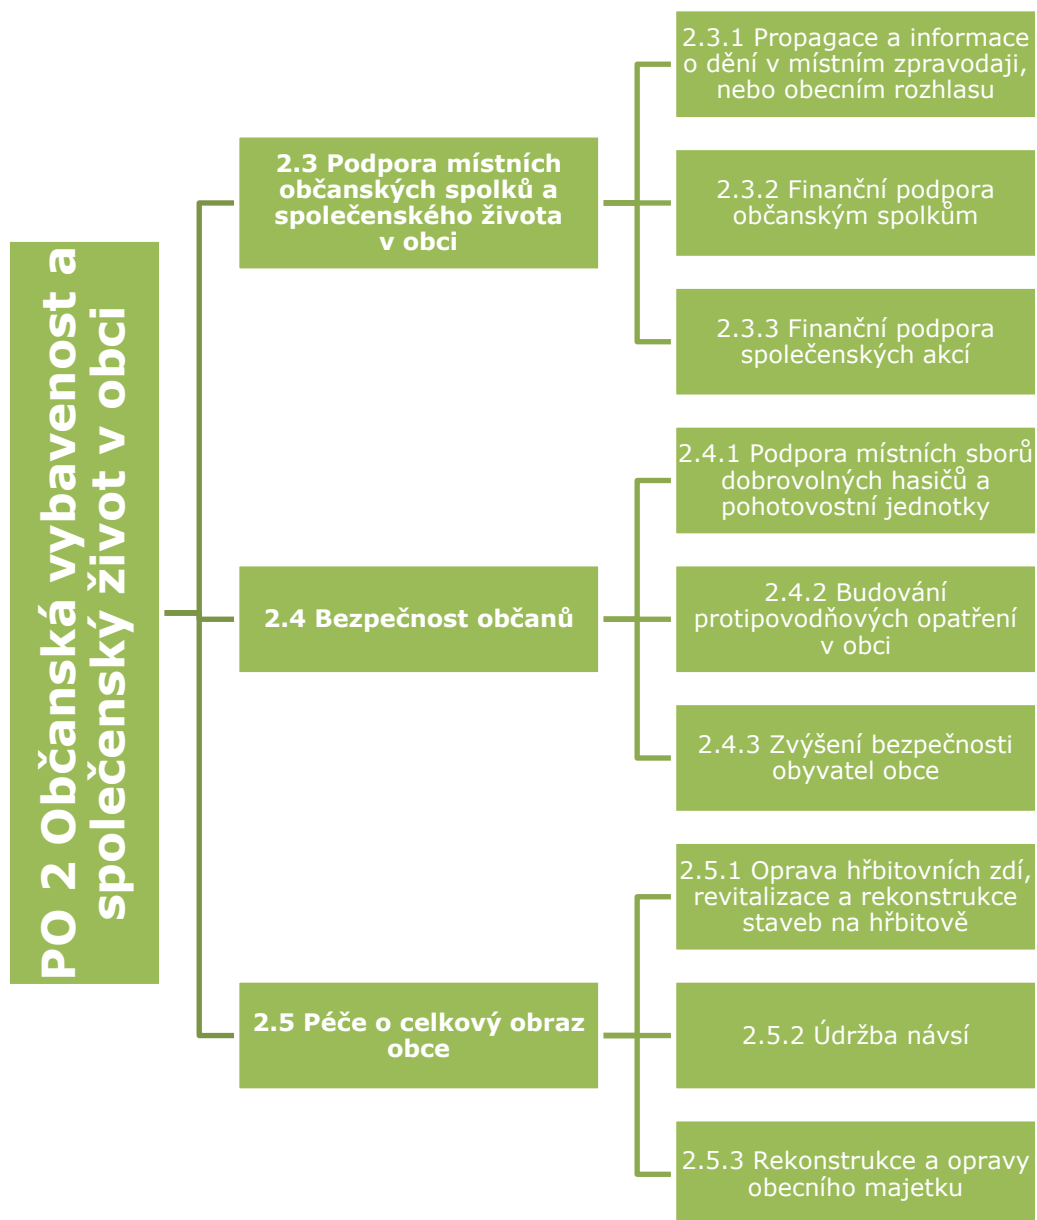 PO 2 Občanská vybavenost a
společenský život v obci
2.3 Podpora místních
občanských spolků a
společenského života
v obci
2.3.1 Propagace a informace
o dění v místním zpravodaji,
nebo obecním rozhlasu
2.3.2 Finanční podpora
občanským spolkům
2.3.3 Finanční podpora
společenských akcí
2.4 Bezpečnost občanů
2.4.1 Podpora místních sborů
dobrovolných hasičů a
pohotovostní jednotky
2.4.2 Budování
protipovodňových opatření
v obci
2.4.3 Zvýšení bezpečnosti
obyvatel obce
2.5 Péče o celkový obraz
obce
2.5.1 Oprava hřbitovních zdí,
revitalizace a rekonstrukce
staveb na hřbitově
2.5.2 Údržba návsí
2.5.3 Rekonstrukce a opravy
obecního majetku